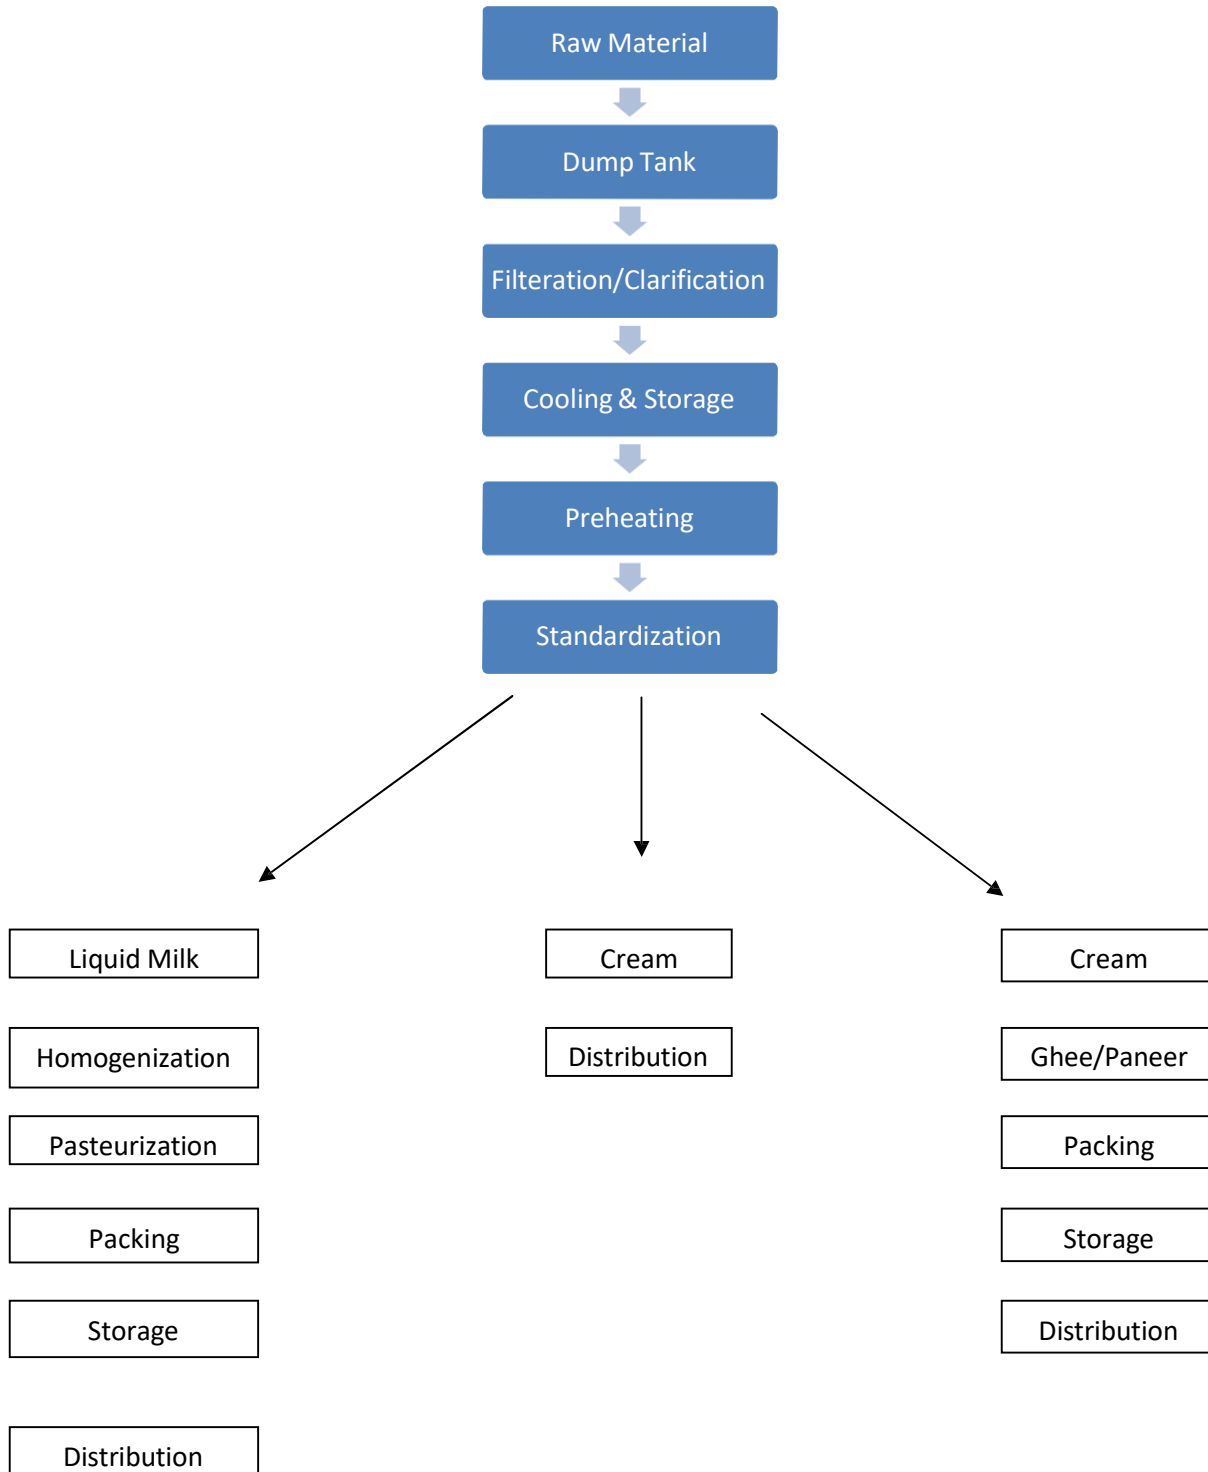 Raw Material
Dump Tank
Filteration/Clarification
Cooling & Storage
Preheating
Standardization
Liquid Milk
Homogenization
Pasteurization
Packing
Storage
Distribution
Cream
Distribution
Cream
Ghee/Paneer
Packing
Storage
Distribution